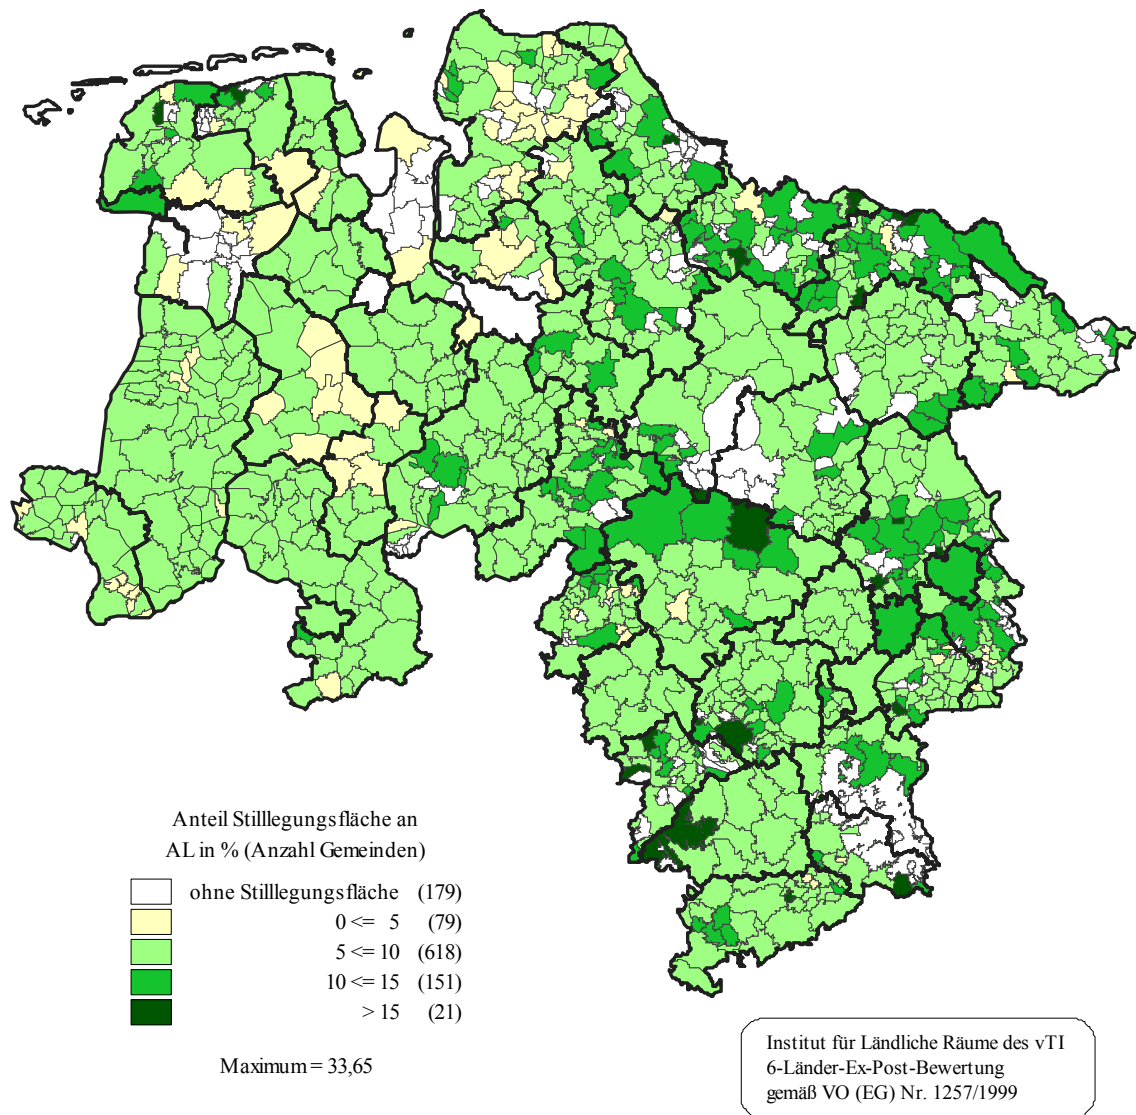 Anteil Stilllegungsfläche an
AL in % (Anzahl Gemeinden)
ohne Stilllegungsfläche (179)
0 <= 5 (79)
5 <= 10 (618)
10 <= 15 (151)
> 15 (21)
Maximum = 33,65
Institut für Ländliche Räume des vTI
6-Länder-Ex-Post-Bewertung
gemäß VO (EG) Nr. 1257/1999